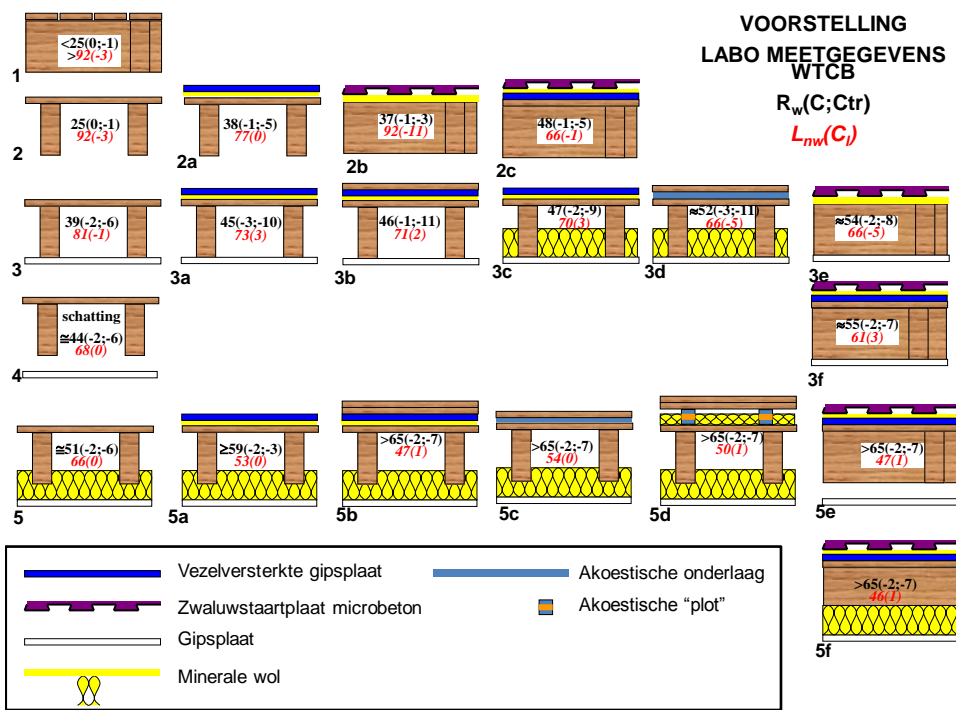 VOORSTELLING
LABO MEETGEGEVENS
WTCB
Rw(C;Ctr)
Lnw(Cl)
<25(0;-1)
>92(-3)
1
25(0;-1)
92(-3)
2
38(-1;-5)
77(0)
2a
37(-1;-3)
92(-11)
2b
48(-1;-5)
66(-1)
2c
39(-2;-6)
81(-1)
3
45(-3;-10)
73(3)
3a
46(-1;-11)
71(2)
3b
47(-2;-9)
70(3)
3c
≈52(-3;-11)
66(-5)
3d
≈54(-2;-8)
66(-5)
3e
schatting
≅44(-2;-6)
68(0)
4
≈55(-2;-7)
61(3)
3f
≅51(-2;-6)
66(0)
5
≥59(-2;-3)
53(0)
5a
>65(-2;-7)
47(1)
5b
>65(-2;-7)
54(0)
5c
>65(-2;-7)
50(1)
5d
>65(-2;-7)
47(1)
5e
>65(-2;-7)
46(1)
5f
Vezelversterkte gipsplaat
Zwaluwstaartplaat microbeton
Gipsplaat
Minerale wol
Akoestische onderlaag
Akoestische “plot”